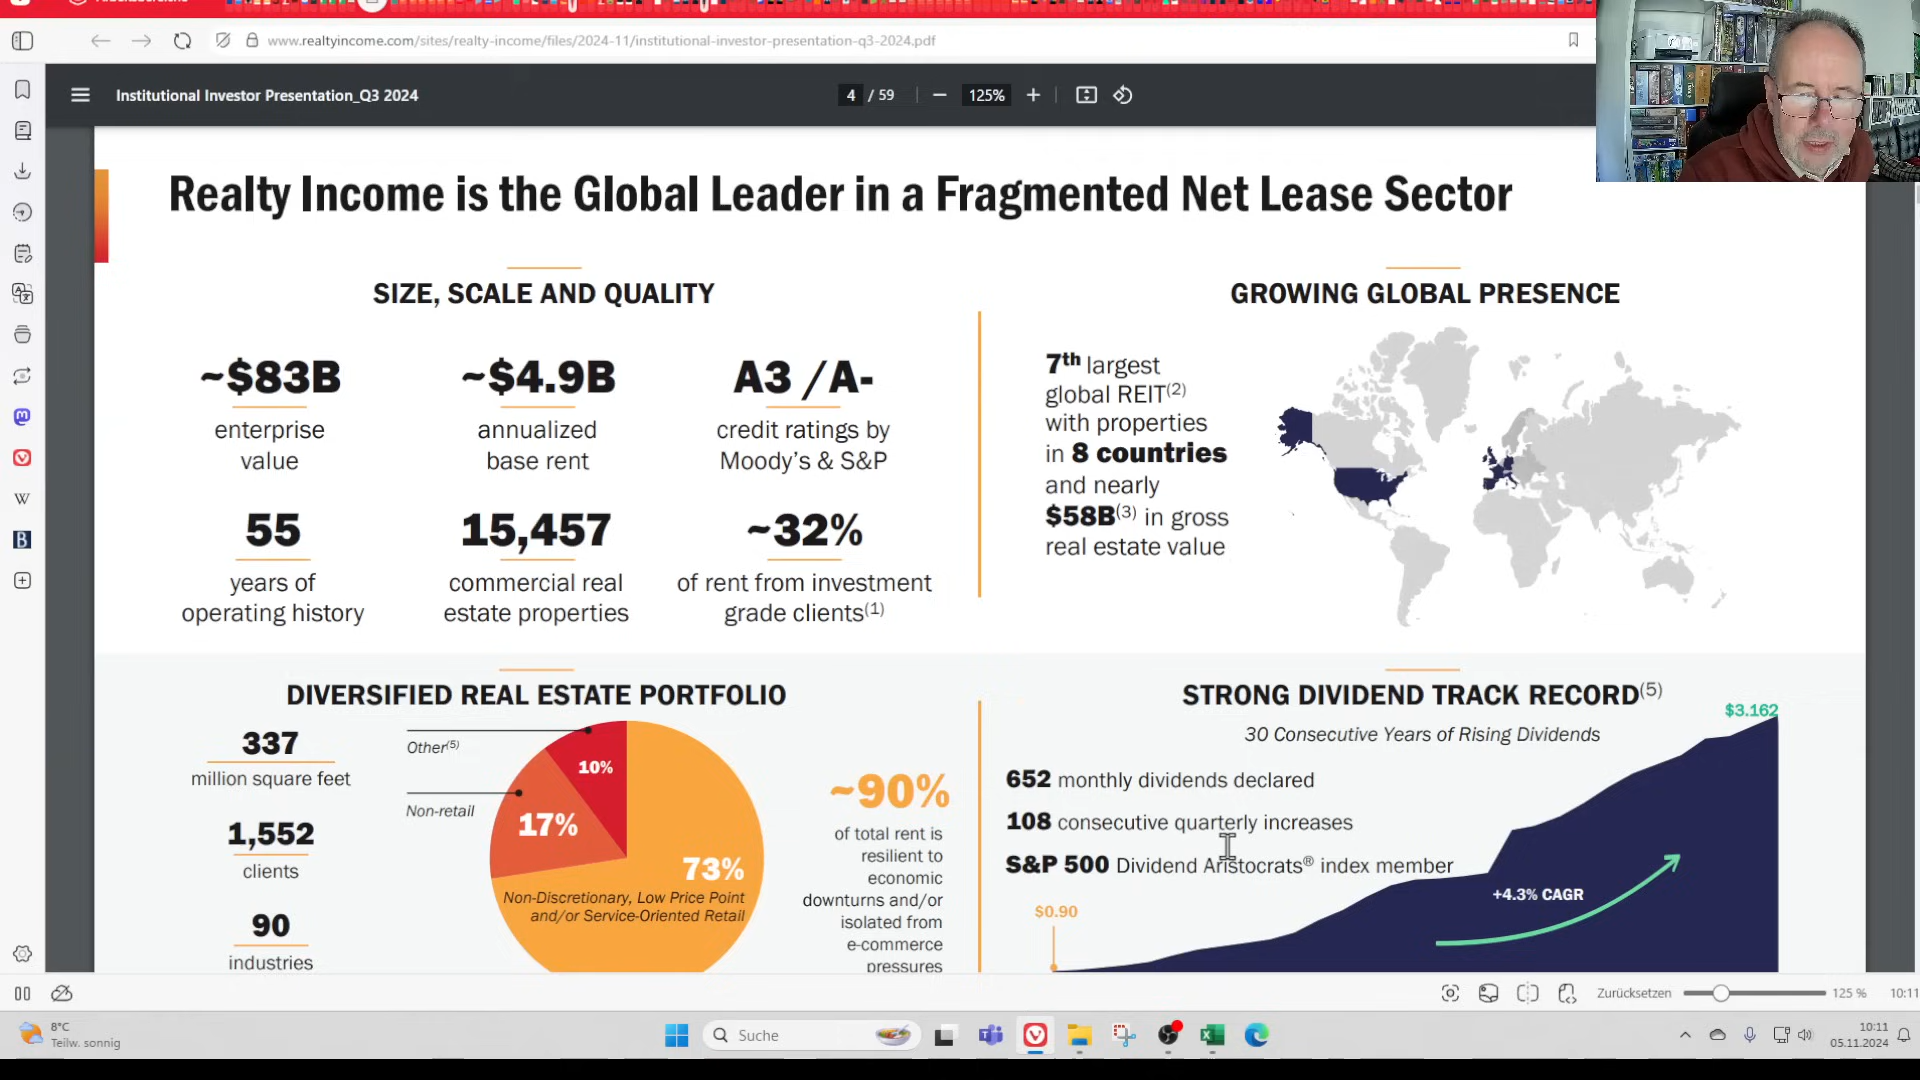 www.realtyincome.com/sites/realty-income/files/2024-11/institutional-investor-presentation-q3-2024.pdf
Institutional Investor Presentation_Q3 2024
4 / 59
125%
Realty Income is the Global Leader in a Fragmented Net Lease Sector
SIZE, SCALE AND QUALITY
~$83B
enterprise
value
~$4.9B
annualized
base rent
A3 /A-
credit ratings by
Moody's & S&P
55
years of
operating history
15,457
commercial real
estate properties
~32%
of rent from investment
grade clients(1)
GROWING GLOBAL PRESENCE
7th largest
global REIT(2)
with properties
in 8 countries
and nearly
$58B(3) in gross
real estate value
DIVERSIFIED REAL ESTATE PORTFOLIO
337
million square feet
1,552
clients
90
industries
Other(5)
Non-retail
10%
17%
73%
Non-Discretionary, Low Price Point
and/or Service-Oriented Retail
~90%
of total rent is
resilient to
economic
downturns and/or
isolated from
e-commerce
pressures
STRONG DIVIDEND TRACK RECORD(5)
30 Consecutive Years of Rising Dividends
$3.162
652 monthly dividends declared
108 consecutive quarterly increases
S&P 500 Dividend Aristocrats® index member
+4.3% CAGR
$0.90
Zurücksetzen
125 %
10:11
8°C
Teilw. sonnig
Suche
10:11
05.11.2024